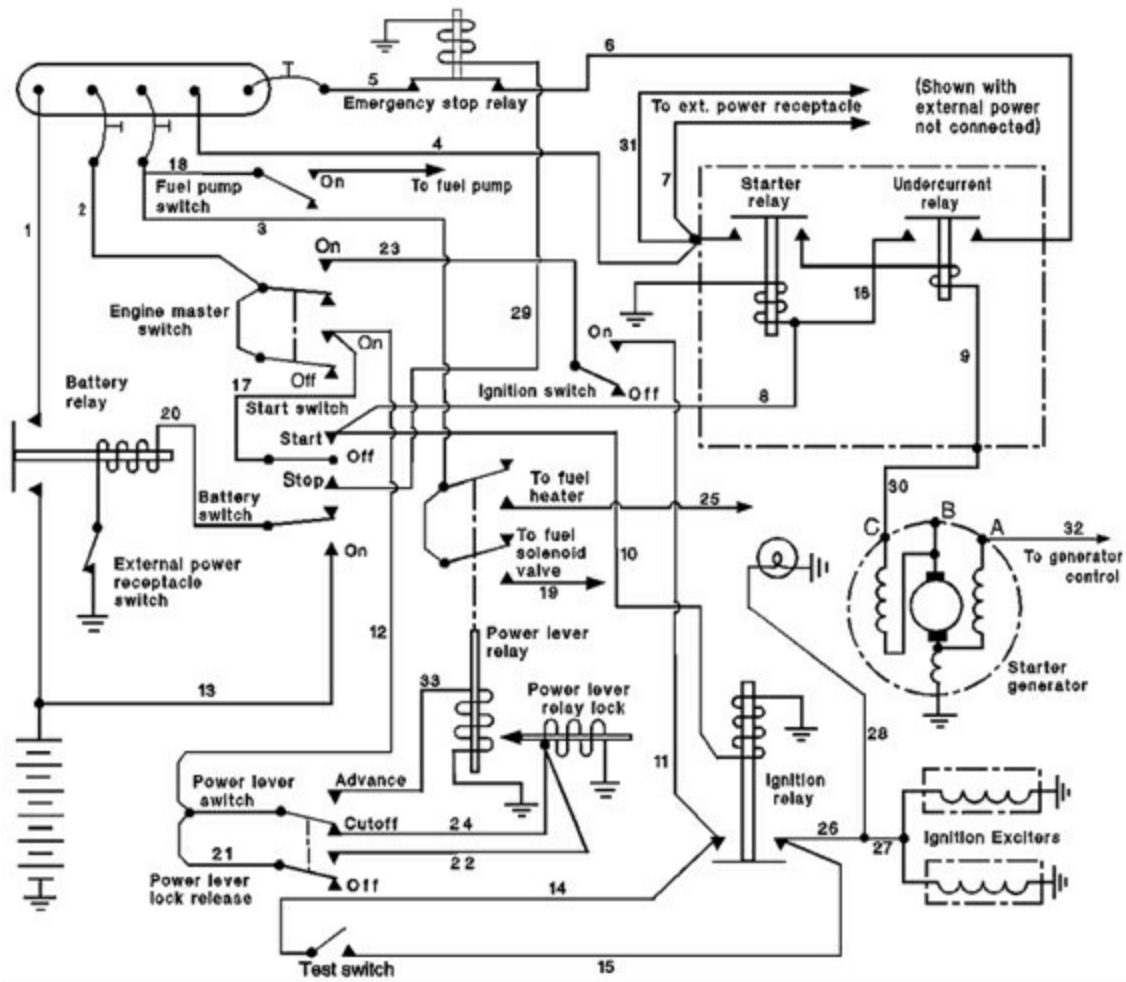 6
5
Emergency stop relay
To ext. power receptacle
(Shown with
external power
not connected)
31
4
18
On
To fuel pump
Fuel pump
switch
7
Starter
relay
Undercurrent
relay
2
3
1
On
23
16
29
Engine master
switch
On
On
9
Off
17
Ignition switch
Off
8
Battery
relay
20
Start switch
Start
Off
Stop
Battery
switch
To fuel
heater
25
30
C
B
A
32
To generator
control
On
To fuel
solenoid
valve
19
10
External power
receptacle
switch
12
Power lever
relay
Starter
generator
13
33
Power lever
relay lock
28
11
Power lever
switch
Advance
Ignition
relay
Cutoff
24
26
27
Ignition Exciters
21
22
Power lever
lock release
Off
14
Test switch
15